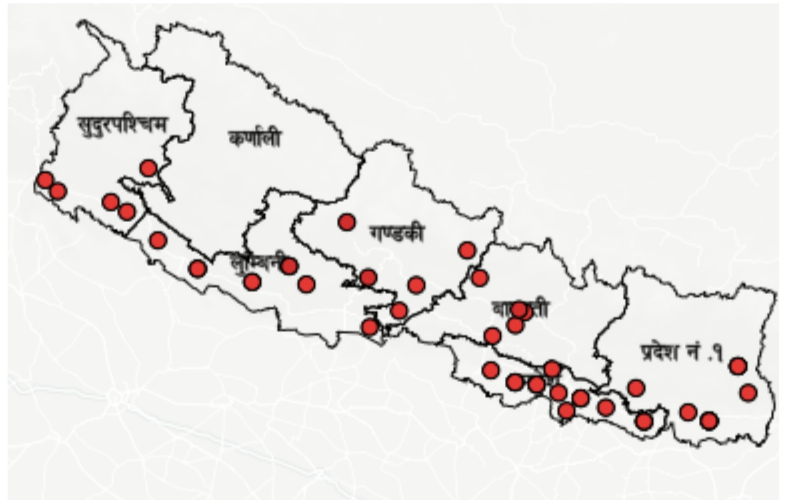 सुदुरपश्चिम
कर्णाली
गण्डकी
लुम्बिनी
प्रदेश नं .१